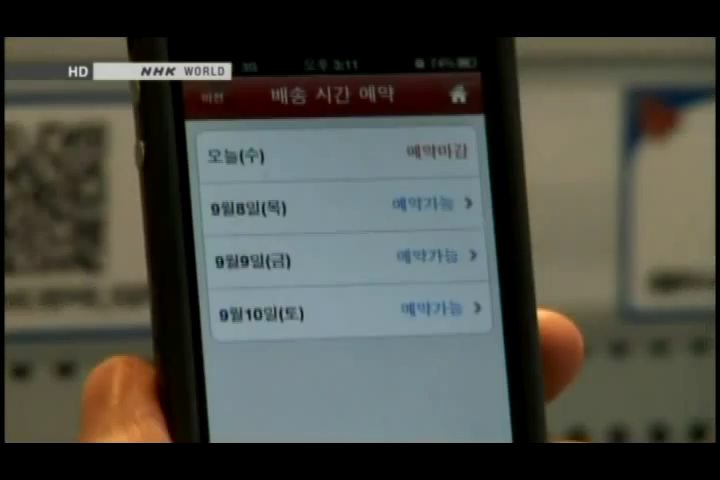 HD NHK WORLD
3G 오후 3:11 74%
이전 배송 시간 예약
오늘(수) 예약마감
9월8일(목) 예약가능
9월9일(금) 예약가능
9월10일(토) 예약가능